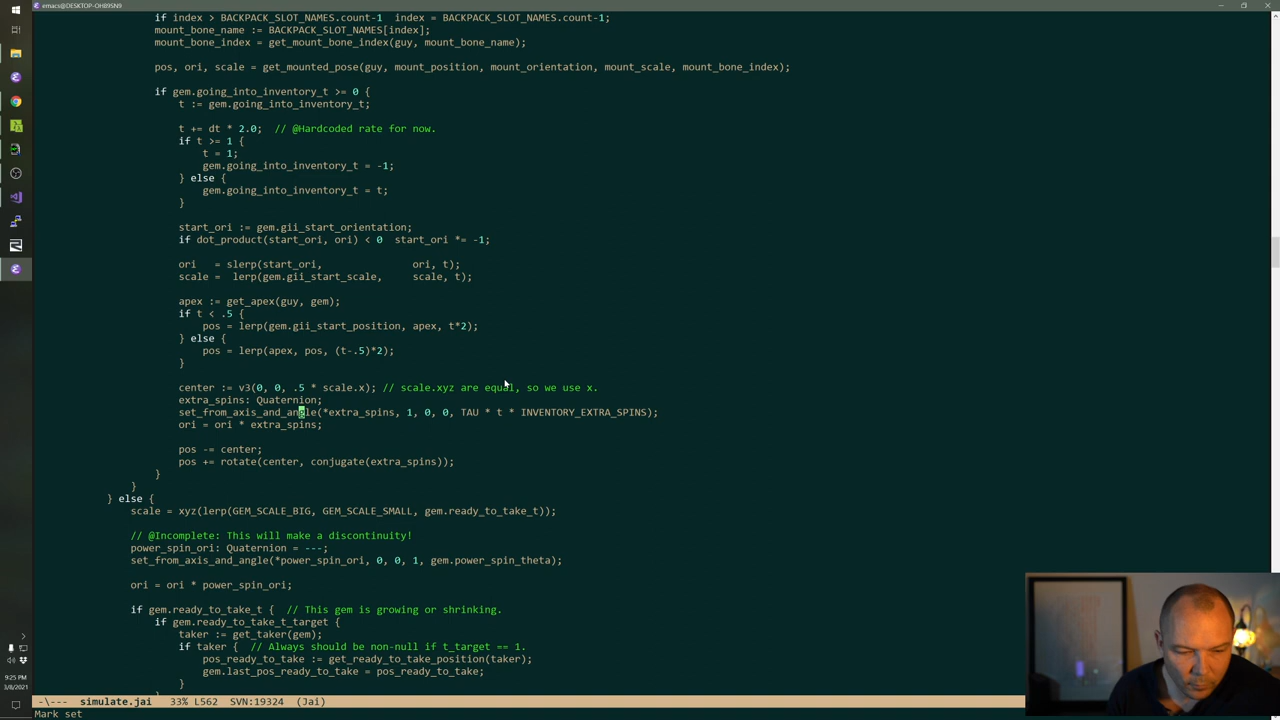 emacs@DESKTOP-OH89SN9
if index > BACKPACK_SLOT_NAMES.count-1  index = BACKPACK_SLOT_NAMES.count-1;
mount_bone_name := BACKPACK_SLOT_NAMES[index];
mount_bone_index = get_mount_bone_index(guy, mount_bone_name);
pos, ori, scale = get_mounted_pose(guy, mount_position, mount_orientation, mount_scale, mount_bone_index);
if gem.going_into_inventory_t >= 0 {
t := gem.going_into_inventory_t;
t += dt * 2.0;  // @Hardcoded rate for now.
if t >= 1 {
t = 1;
gem.going_into_inventory_t = -1;
} else {
gem.going_into_inventory_t = t;
}
start_ori := gem.gii_start_orientation;
if dot_product(start_ori, ori) < 0  start_ori *= -1;
ori   = slerp(start_ori,               ori, t);
scale =  lerp(gem.gii_start_scale,     scale, t);
apex := get_apex(guy, gem);
if t < .5 {
pos = lerp(gem.gii_start_position, apex, t*2);
} else {
pos = lerp(apex, pos, (t-.5)*2);
}
center := v3(0, 0, .5 * scale.x); // scale.xyz are equal, so we use x.
extra_spins: Quaternion;
set_from_axis_and_angle(*extra_spins, 1, 0, 0, TAU * t * INVENTORY_EXTRA_SPINS);
ori = ori * extra_spins;
pos -= center;
pos += rotate(center, conjugate(extra_spins));
}
}
} else {
scale = xyz(lerp(GEM_SCALE_BIG, GEM_SCALE_SMALL, gem.ready_to_take_t));
// @Incomplete: This will make a discontinuity!
power_spin_ori: Quaternion = ---;
set_from_axis_and_angle(*power_spin_ori, 0, 0, 1, gem.power_spin_theta);
ori = ori * power_spin_ori;
if gem.ready_to_take_t {  // This gem is growing or shrinking.
if gem.ready_to_take_t_target {
taker := get_taker(gem);
if taker {  // Always should be non-null if t_target == 1.
pos_ready_to_take := get_ready_to_take_position(taker);
gem.last_pos_ready_to_take = pos_ready_to_take;
}
9:25 PM
3/8/2021
-\---  simulate.jai   33% L562  SVN:19324  (Jai)
Mark set